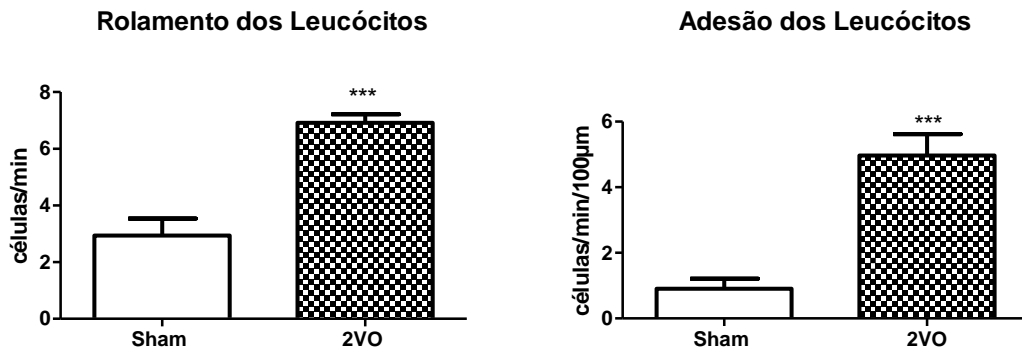 Rolamento dos Leucócitos
8
6
4
2
0
células/min
***
Sham
2VO
Adesão dos Leucócitos
6
4
2
0
células/min/100µm
***
Sham
2VO